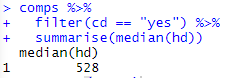 > comps %>%
+   filter(cd == "yes") %>%
+   summarise(median(hd))
  median(hd)
1        528